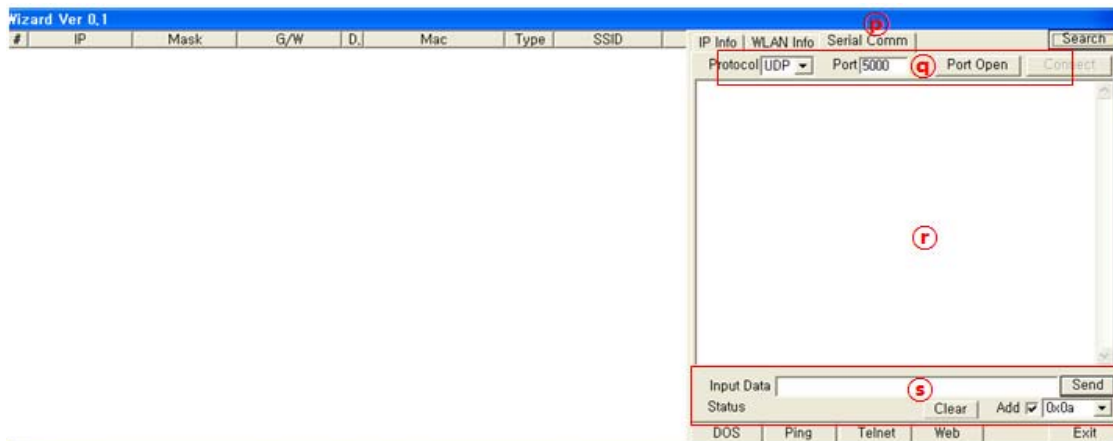 Wizard Ver 0.1
# IP Mask G/W D. Mac Type SSID
p
IP Info WLAN Info Serial Comm Search
Protocol UDP Port 5000 q Port Open Connect
r
Input Data s Send
Status Clear Add 0x0a
DOS Ping Telnet Web Exit